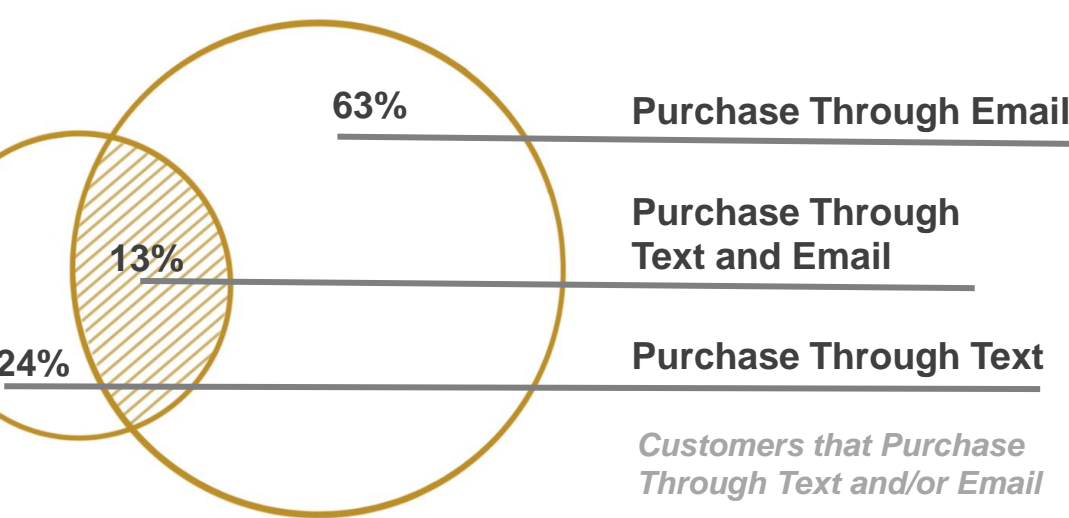 63%
Purchase Through Email
Purchase Through
Text and Email
13%
24%
Purchase Through Text
Customers that Purchase
Through Text and/or Email